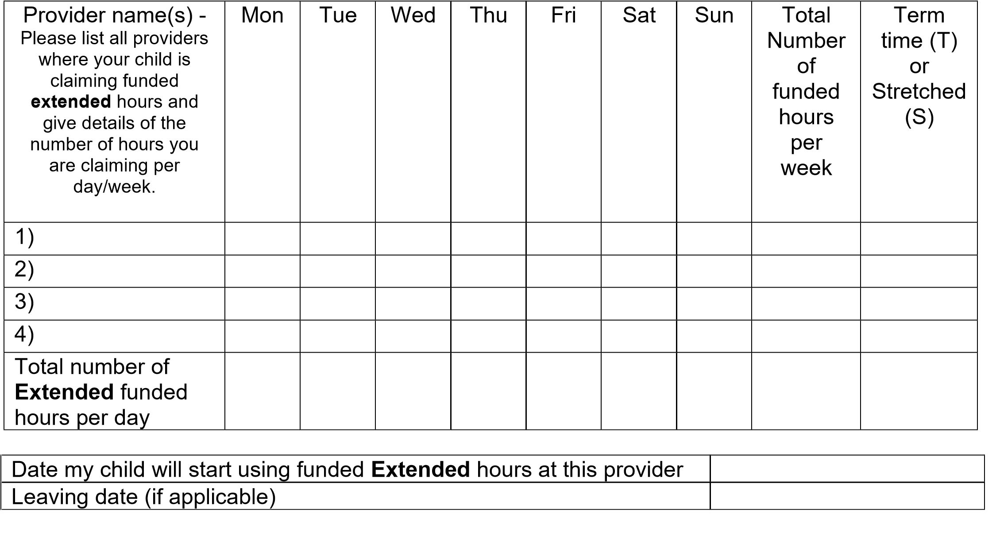 Provider name(s) -
Please list all providers
where your child is
claiming funded
extended hours and
give details of the
number of hours you
are claiming per
day/week.
Mon
Tue
Wed
Thu
Fri
Sat
Sun
Total
Number
of
funded
hours
per
week
Term
time (T)
or
Stretched
(S)
1)
2)
3)
4)
Total number of
Extended funded
hours per day
Date my child will start using funded Extended hours at this provider
Leaving date (if applicable)